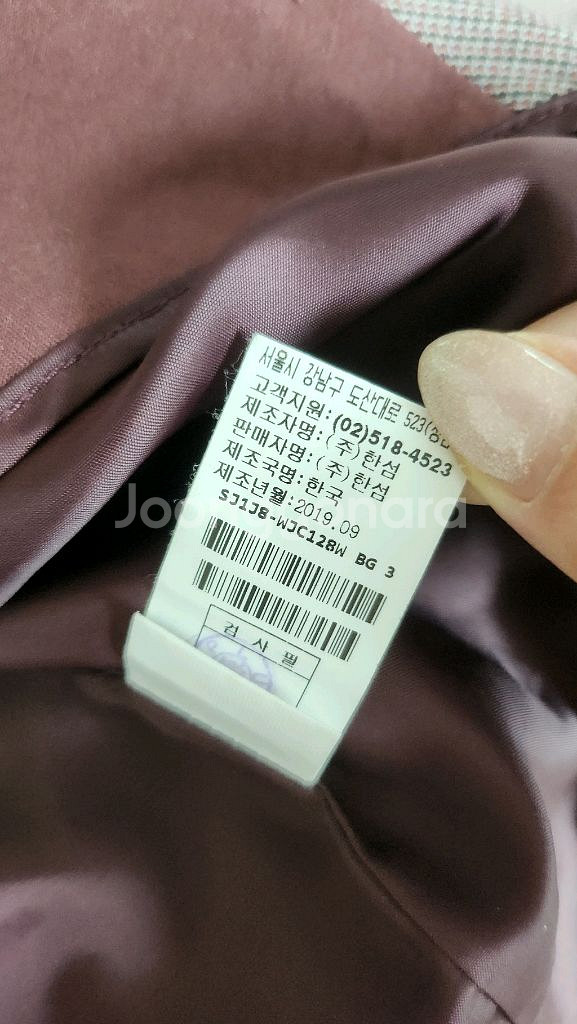 서울시 강남구 도산대로 523(청담
고객지원: (02)518-4523
제조자명: (주)한섬
판매자명: (주)한섬
제조국명: 한국
제조년월: 2019.09
SJ1J8-WJC128W BG 3
검 사 필